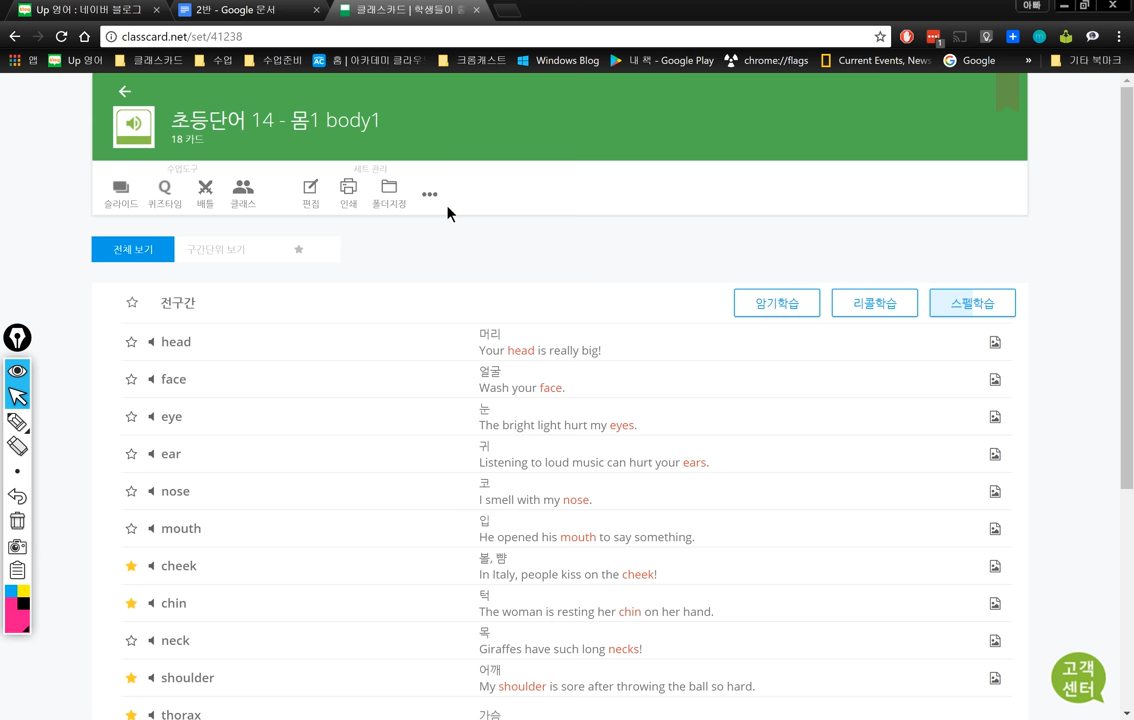 Up 영어 : 네이버 블로그
2반 - Google 문서
클래스카드 | 학생들이
아빠
classcard.net/set/41238
앱
Up 영어
클래스카드
수업
수업준비
홈 | 아카데미 클라우
크롬캐스트
Windows Blog
내 책 - Google Play
chrome://flags
Current Events, News
Google
»
기타 북마크
초등단어 14 - 몸1 body1
18 카드
수업도구
세트 관리
슬라이드
퀴즈타임
배틀
클래스
편집
인쇄
폴더지정
전체 보기
구간단위 보기
전구간
암기학습
리콜학습
스펠학습
head
머리
Your head is really big!
face
얼굴
Wash your face.
eye
눈
The bright light hurt my eyes.
ear
귀
Listening to loud music can hurt your ears.
nose
코
I smell with my nose.
mouth
입
He opened his mouth to say something.
cheek
볼, 뺨
In Italy, people kiss on the cheek!
chin
턱
The woman is resting her chin on her hand.
neck
목
Giraffes have such long necks!
shoulder
어깨
My shoulder is sore after throwing the ball so hard.
thorax
가슴
고객
센터